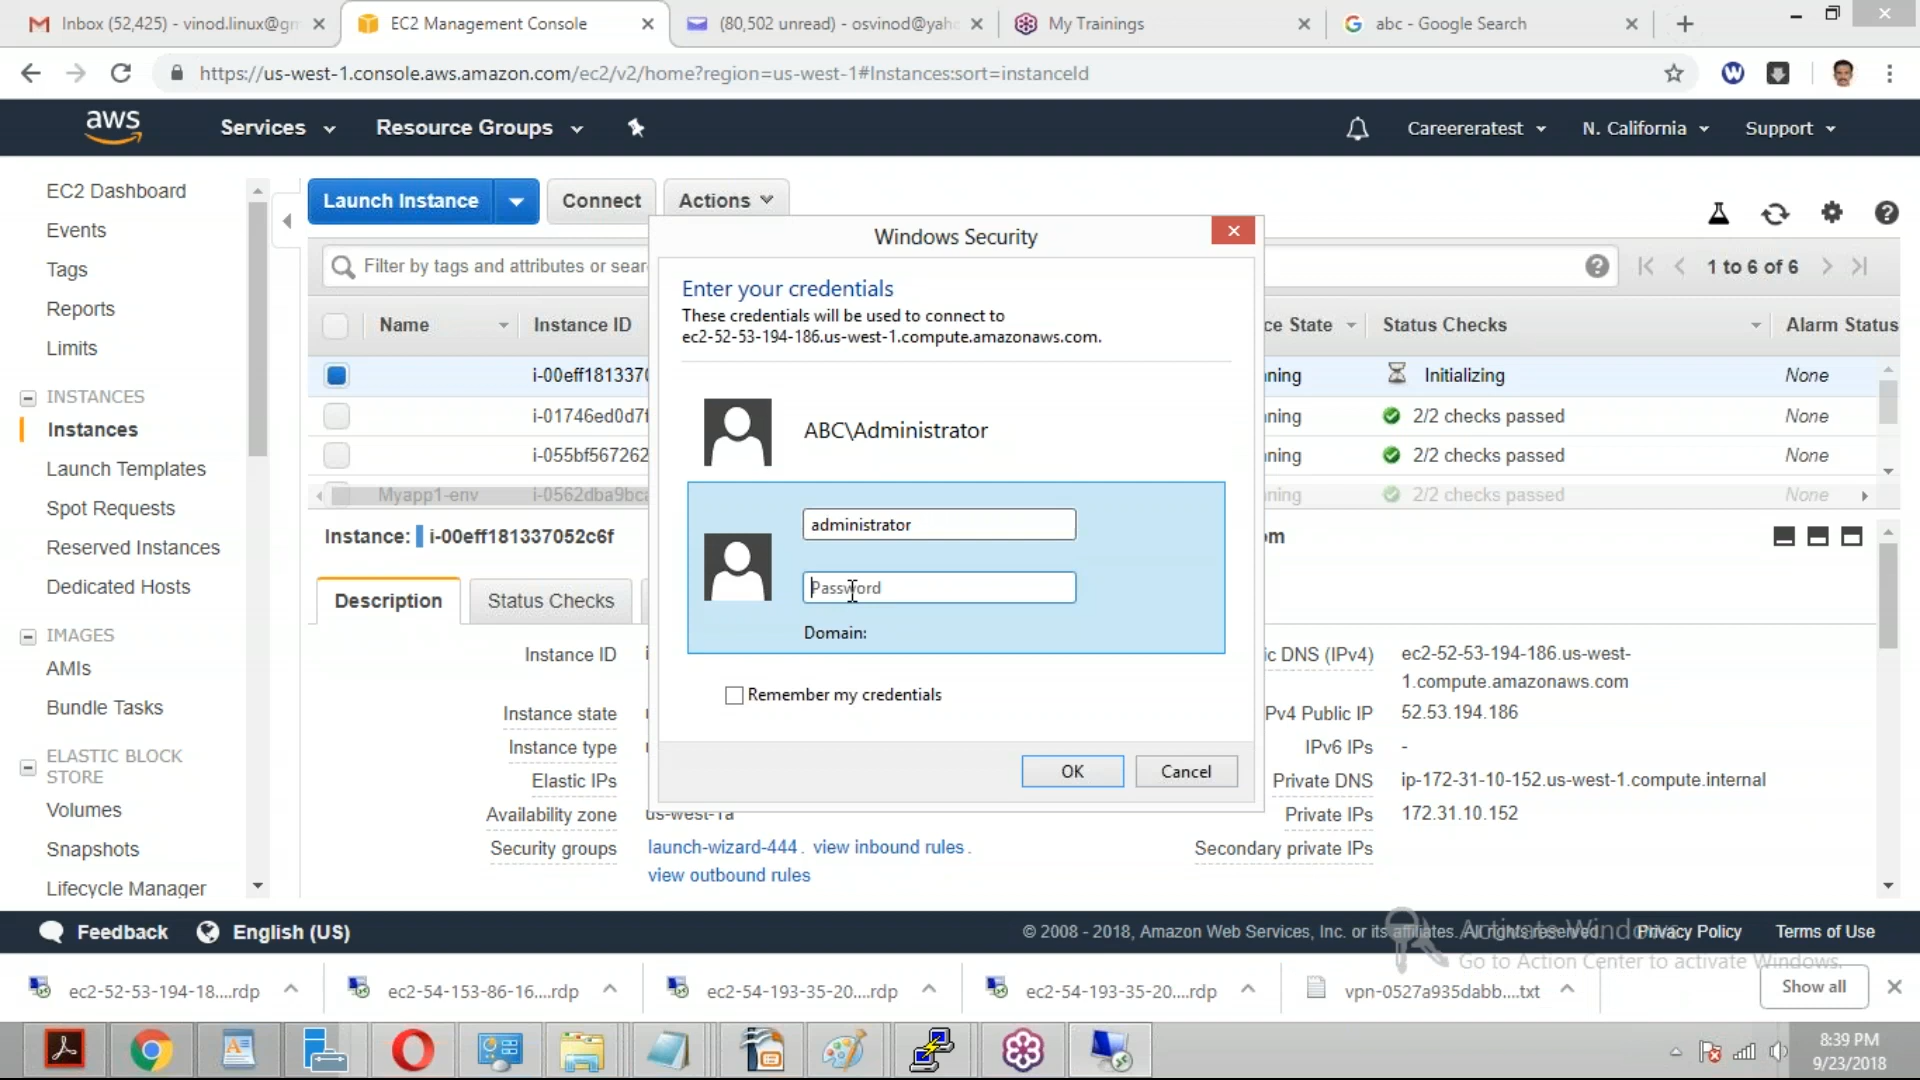 Inbox (52,425) - vinod.linux@gm
EC2 Management Console
(80,502 unread) - osvinod@yaho
My Trainings
abc - Google Search
https://us-west-1.console.aws.amazon.com/ec2/v2/home?region=us-west-1#Instances:sort=instanceId
aws
Services
Resource Groups
Careereratest
N. California
Support
EC2 Dashboard
Events
Tags
Reports
Limits
INSTANCES
Instances
Launch Templates
Spot Requests
Reserved Instances
Dedicated Hosts
IMAGES
AMIs
Bundle Tasks
ELASTIC BLOCK
STORE
Volumes
Snapshots
Lifecycle Manager
Launch Instance
Connect
Actions
Filter by tags and attributes or sear
1 to 6 of 6
Name
Instance ID
ce State
Status Checks
Alarm Status
i-00eff181337
ning
Initializing
None
i-01746ed0d7f
ning
2/2 checks passed
None
i-055bf567262
ning
2/2 checks passed
None
Myapp1-env
i-0562dba9bca
ning
2/2 checks passed
None
Windows Security
Enter your credentials
These credentials will be used to connect to
ec2-52-53-194-186.us-west-1.compute.amazonaws.com.
ABC\Administrator
administrator
Password
Domain:
Remember my credentials
OK
Cancel
Instance: i-00eff181337052c6f
om
Description
Status Checks
Instance ID
Instance state
Instance type
Elastic IPs
Availability zone
us-west-1a
Security groups
launch-wizard-444. view inbound rules.
view outbound rules
ic DNS (IPv4)
ec2-52-53-194-186.us-west-
1.compute.amazonaws.com
Pv4 Public IP
52.53.194.186
IPv6 IPs
-
Private DNS
ip-172-31-10-152.us-west-1.compute.internal
Private IPs
172.31.10.152
Secondary private IPs
Feedback
English (US)
© 2008 - 2018, Amazon Web Services, Inc. or its affiliates. All rights reserved.
Privacy Policy
Terms of Use
Activate Windows
Go to Action Center to activate Windows.
ec2-52-53-194-18....rdp
ec2-54-153-86-16....rdp
ec2-54-193-35-20....rdp
ec2-54-193-35-20....rdp
vpn-0527a935dabb....txt
Show all
8:39 PM
9/23/2018